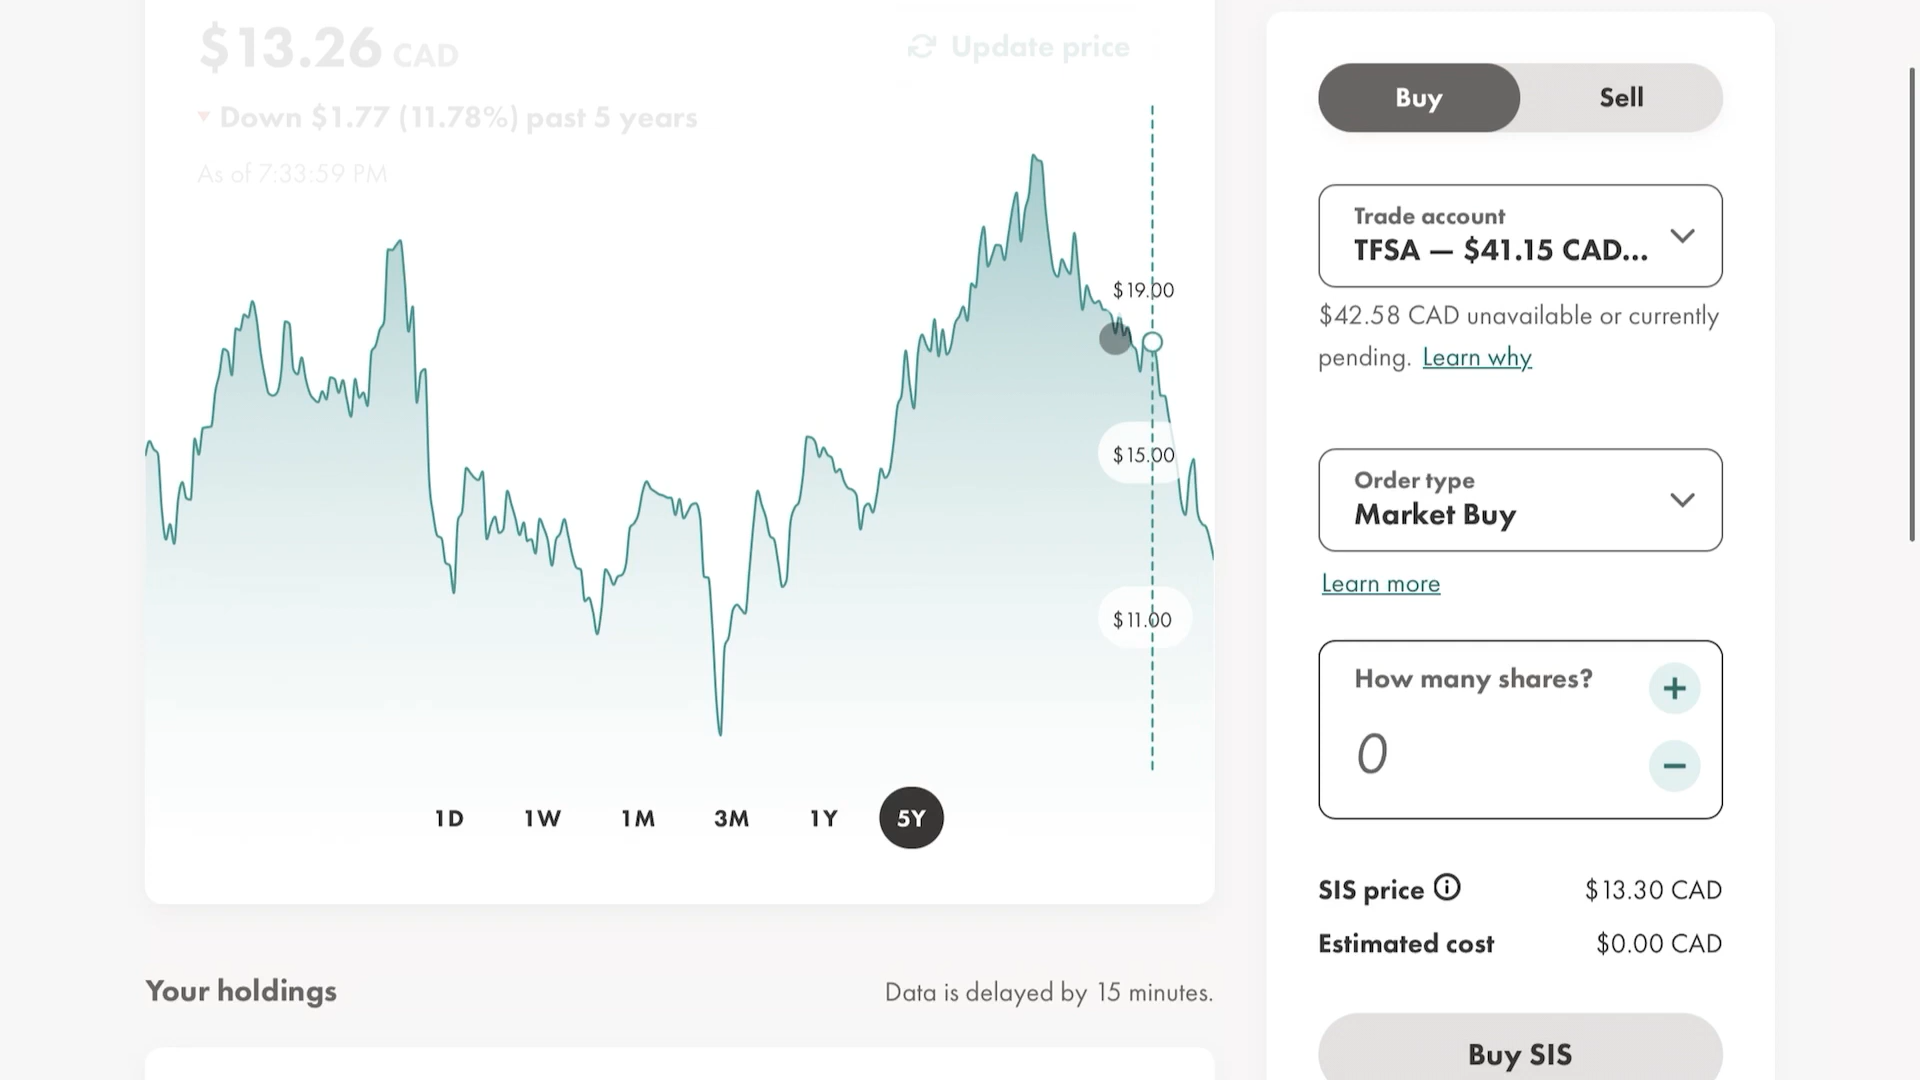 $13.26 CAD
Update price
Down $1.77 (11.78%) past 5 years
As of 7:33:59 PM
$19.00
$15.00
$11.00
1D 1W 1M 3M 1Y 5Y
Your holdings
Data is delayed by 15 minutes.
Buy Sell
Trade account
TFSA — $41.15 CAD...
$42.58 CAD unavailable or currently
pending. Learn why
Order type
Market Buy
Learn more
How many shares?
0
SIS price $13.30 CAD
Estimated cost $0.00 CAD
Buy SIS